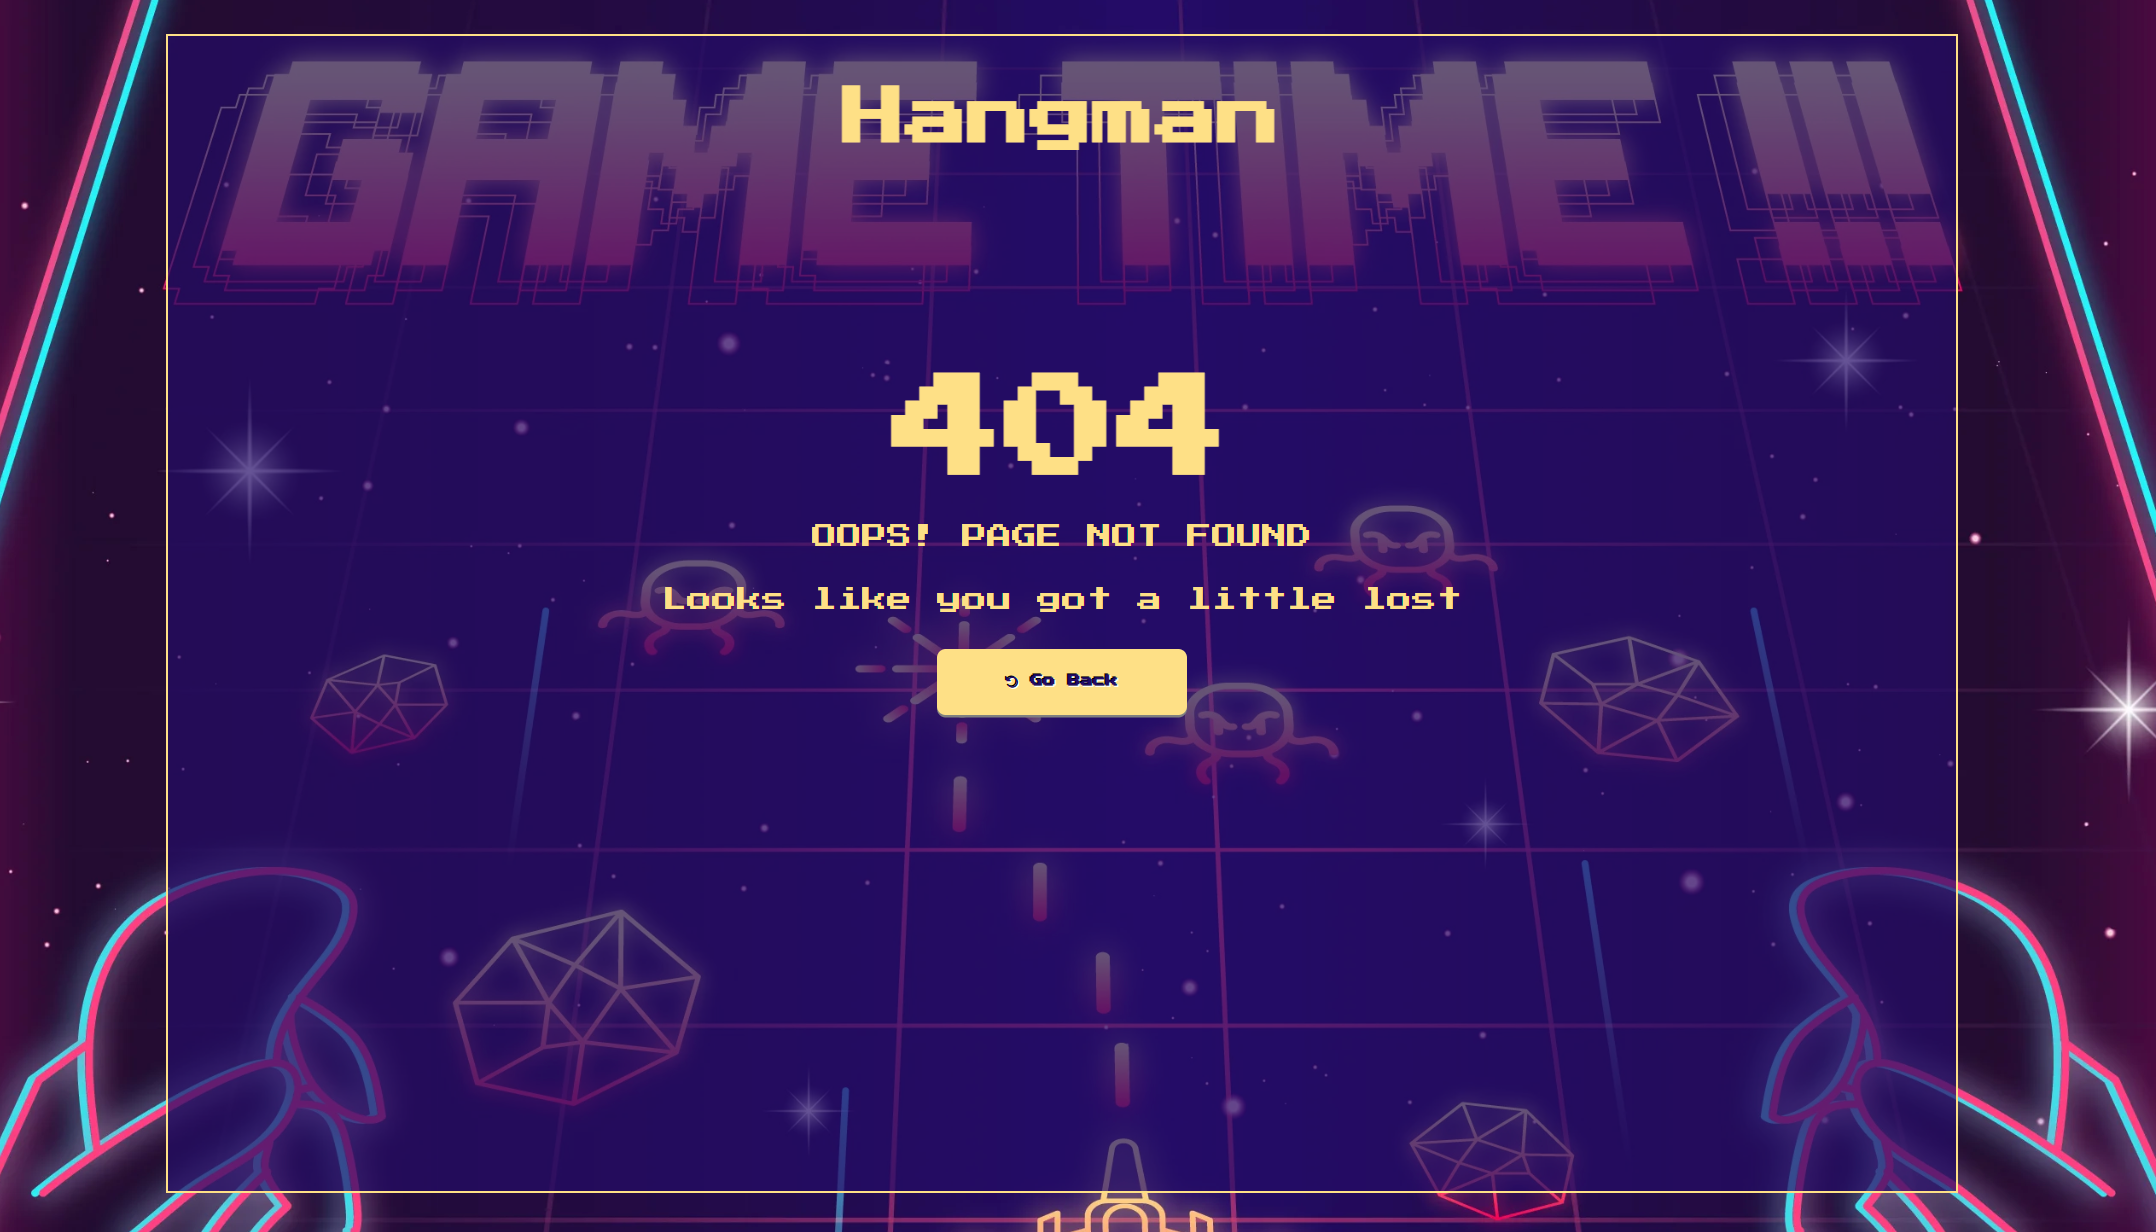 GAME TIME !!!
Hangman
404
OOPS! PAGE NOT FOUND
Looks like you got a little lost
Go Back